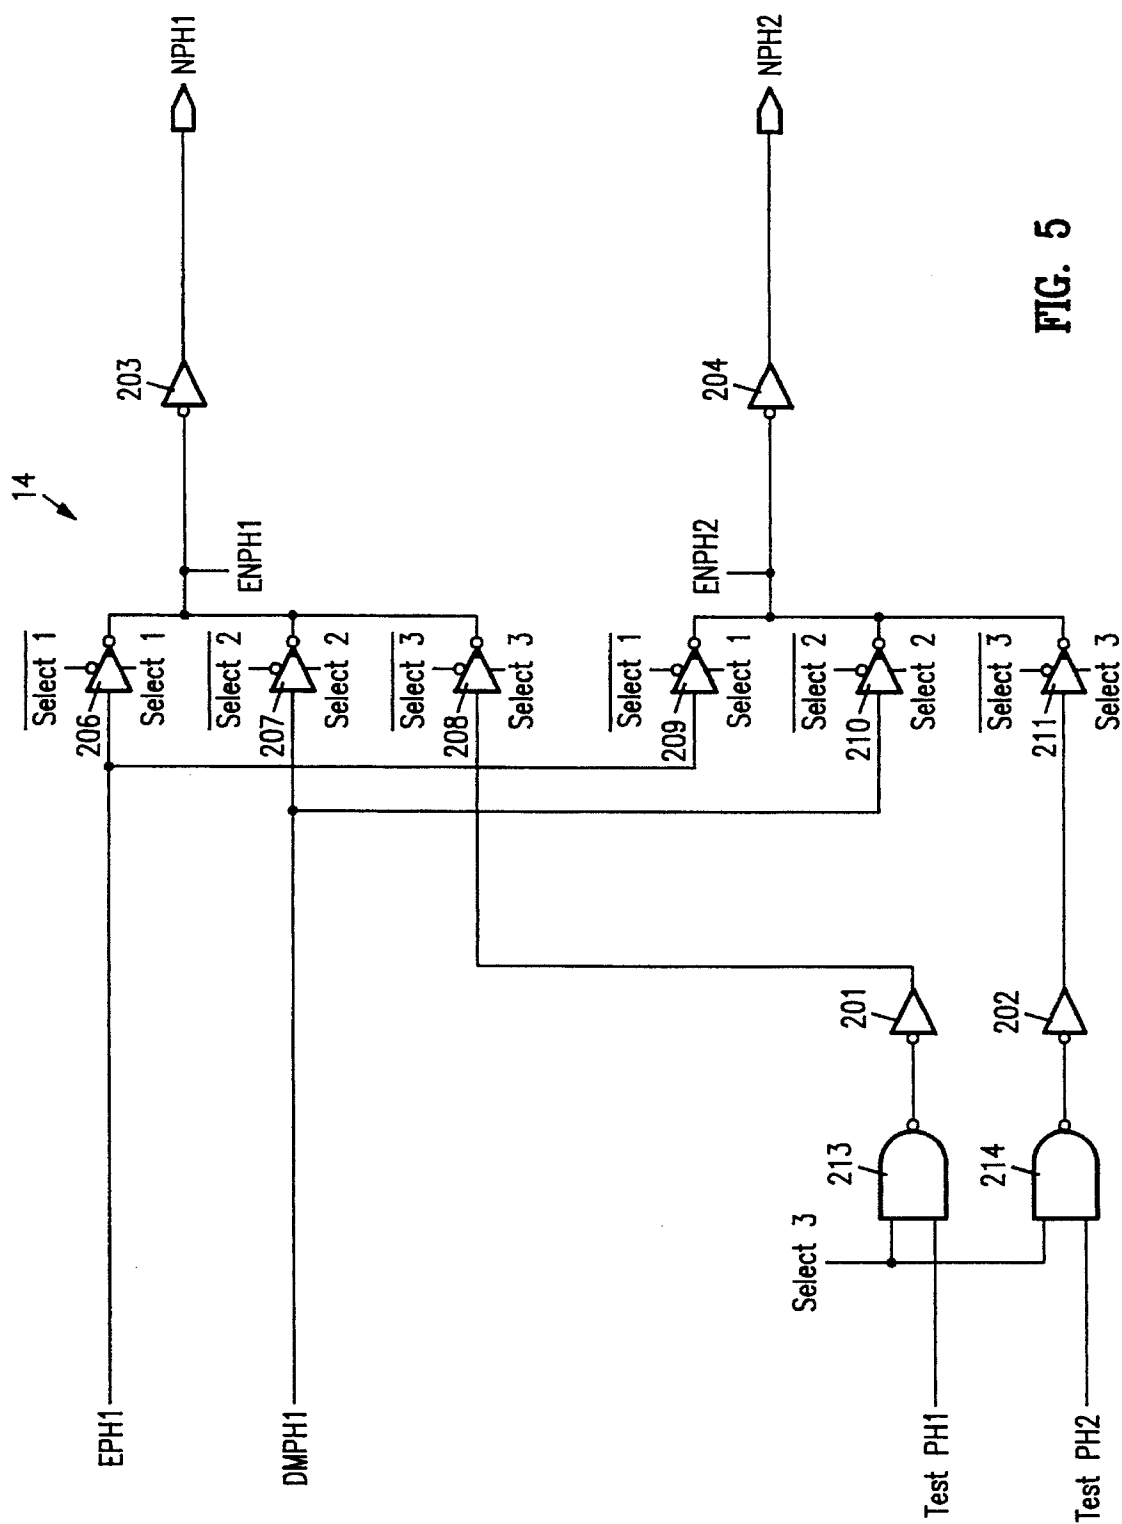 14
EPH1
206
Select 1
Select 1
203
NPH1
DMPH1
207
Select 2
Select 2
ENPH1
208
Select 3
Select 3
209
Select 1
Select 1
ENPH2
204
NPH2
210
Select 2
Select 2
211
Select 3
Select 3
Select 3
213
201
Test PH1
214
202
Test PH2
FIG. 5